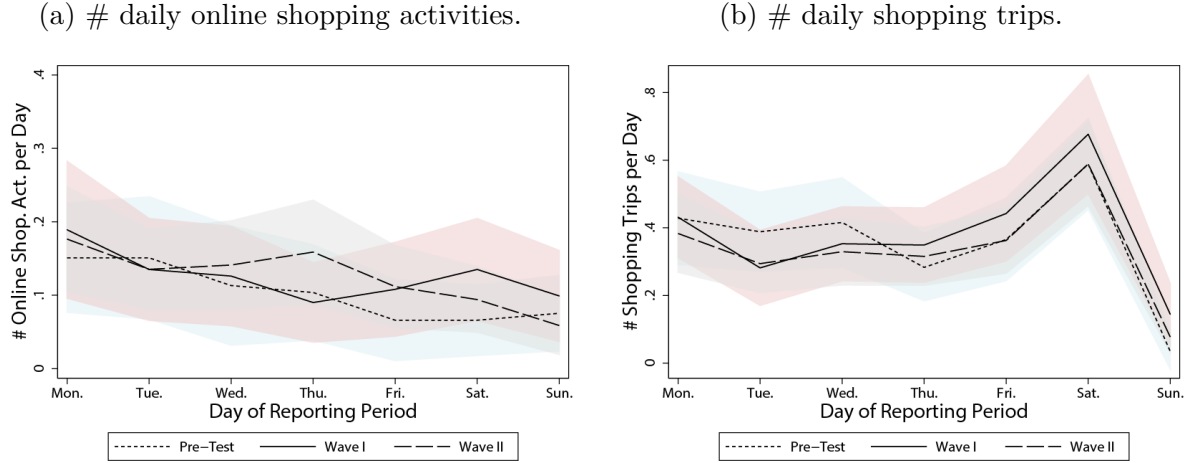 (a) # daily online shopping activities.
# Online Shop. Act. per Day
.4
.3
.2
.1
0
Mon. Tue. Wed. Thu. Fri. Sat. Sun.
Day of Reporting Period
Pre−Test Wave I Wave II
(b) # daily shopping trips.
# Shopping Trips per Day
.8
.6
.4
.2
0
Mon. Tue. Wed. Thu. Fri. Sat. Sun.
Day of Reporting Period
Pre−Test Wave I Wave II